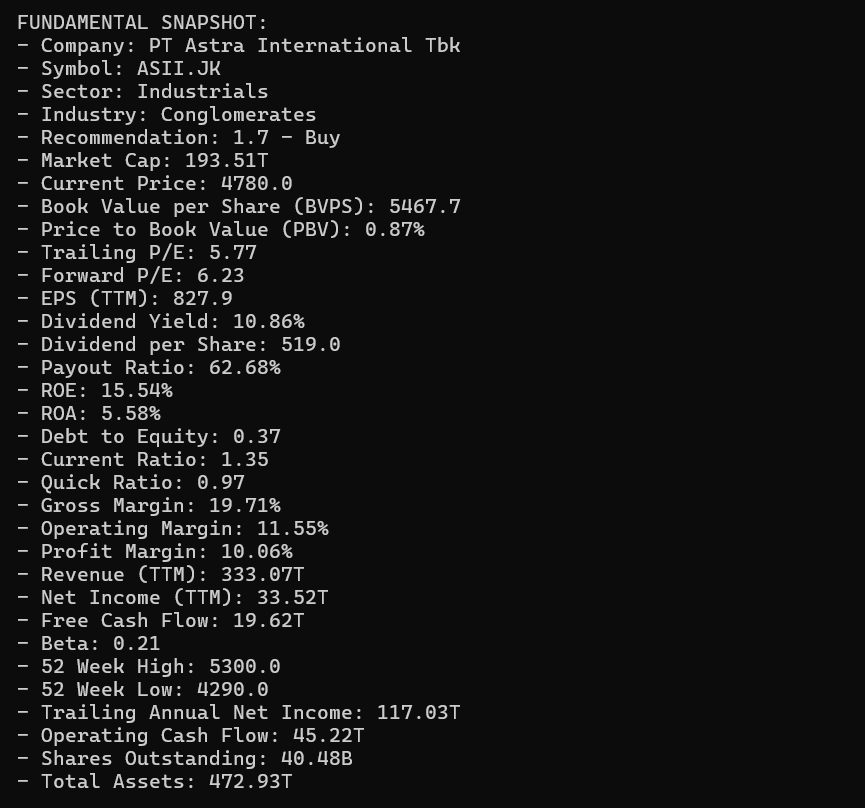 FUNDAMENTAL SNAPSHOT:
- Company: PT Astra International Tbk
- Symbol: ASII.JK
- Sector: Industrials
- Industry: Conglomerates
- Recommendation: 1.7 - Buy
- Market Cap: 193.51T
- Current Price: 4780.0
- Book Value per Share (BVPS): 5467.7
- Price to Book Value (PBV): 0.87%
- Trailing P/E: 5.77
- Forward P/E: 6.23
- EPS (TTM): 827.9
- Dividend Yield: 10.86%
- Dividend per Share: 519.0
- Payout Ratio: 62.68%
- ROE: 15.54%
- ROA: 5.58%
- Debt to Equity: 0.37
- Current Ratio: 1.35
- Quick Ratio: 0.97
- Gross Margin: 19.71%
- Operating Margin: 11.55%
- Profit Margin: 10.06%
- Revenue (TTM): 333.07T
- Net Income (TTM): 33.52T
- Free Cash Flow: 19.62T
- Beta: 0.21
- 52 Week High: 5300.0
- 52 Week Low: 4290.0
- Trailing Annual Net Income: 117.03T
- Operating Cash Flow: 45.22T
- Shares Outstanding: 40.48B
- Total Assets: 472.93T